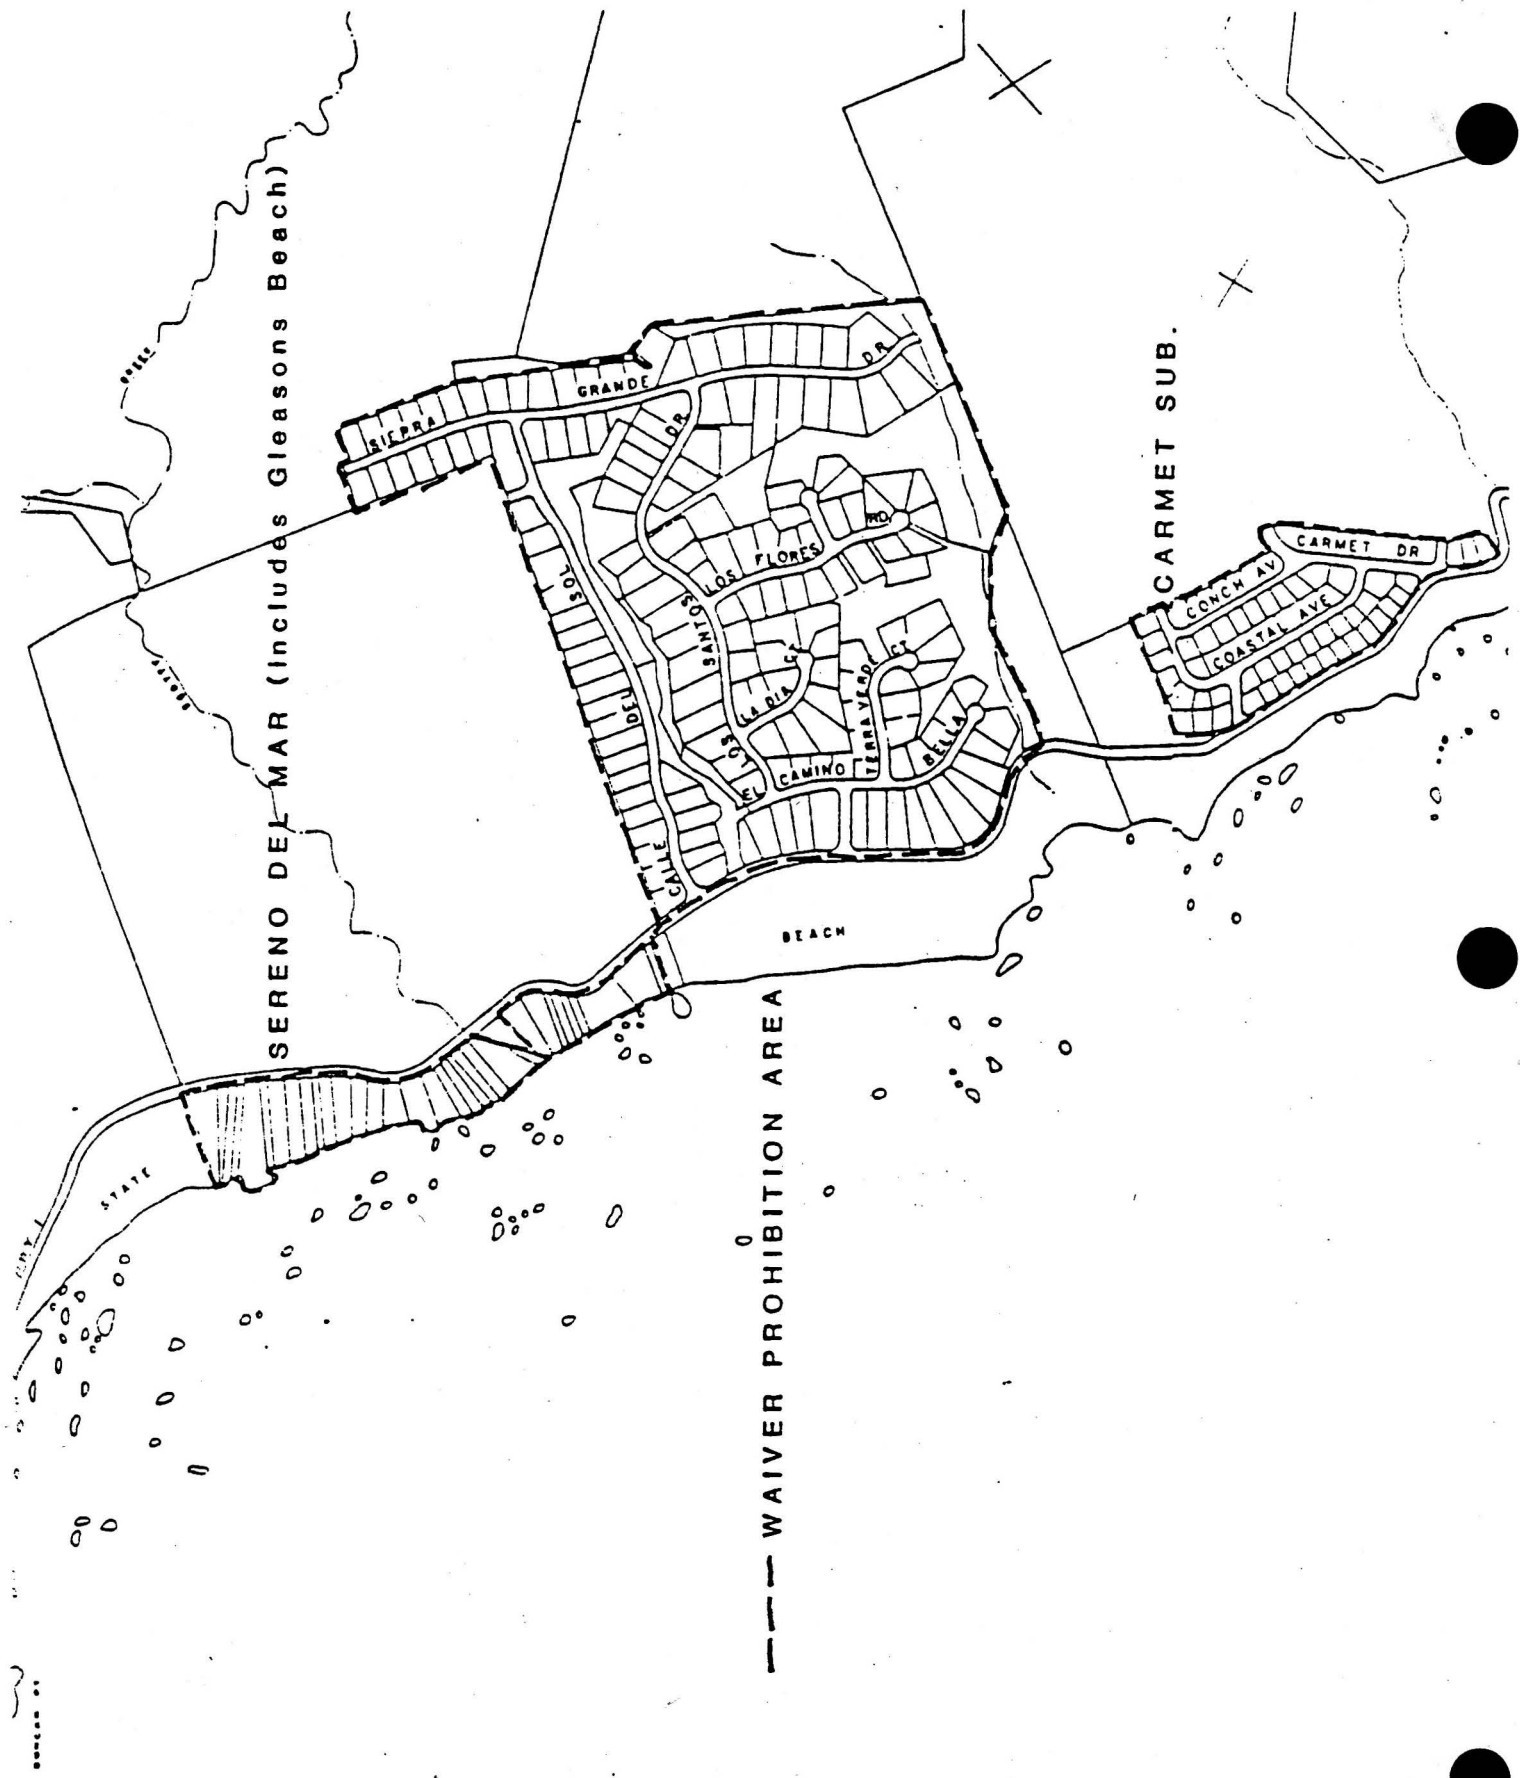 SERENO DEL MAR (Includes Gleasons Beach)
CARMET SUB.
SIERRA
GRANDE
DR
DR
SOL
DEL
CALLE
LOS
SANTOS
LOS FLORES
RD.
LA DIA
CT
TERRA VERDE
CT
BELLA
EL CAMINO
CONCH AV
CARMET DR
COASTAL AVE
BEACH
STATE
WAIVER PROHIBITION AREA